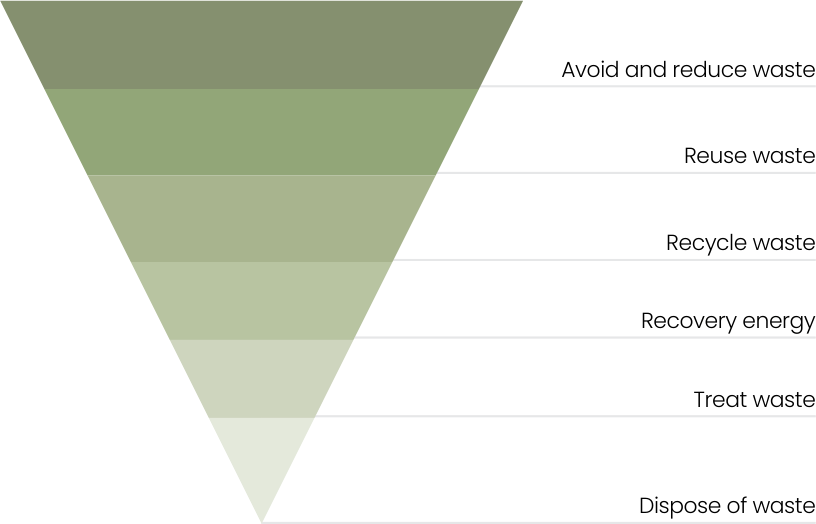 Avoid and reduce waste
Reuse waste
Recycle waste
Recovery energy
Treat waste
Dispose of waste